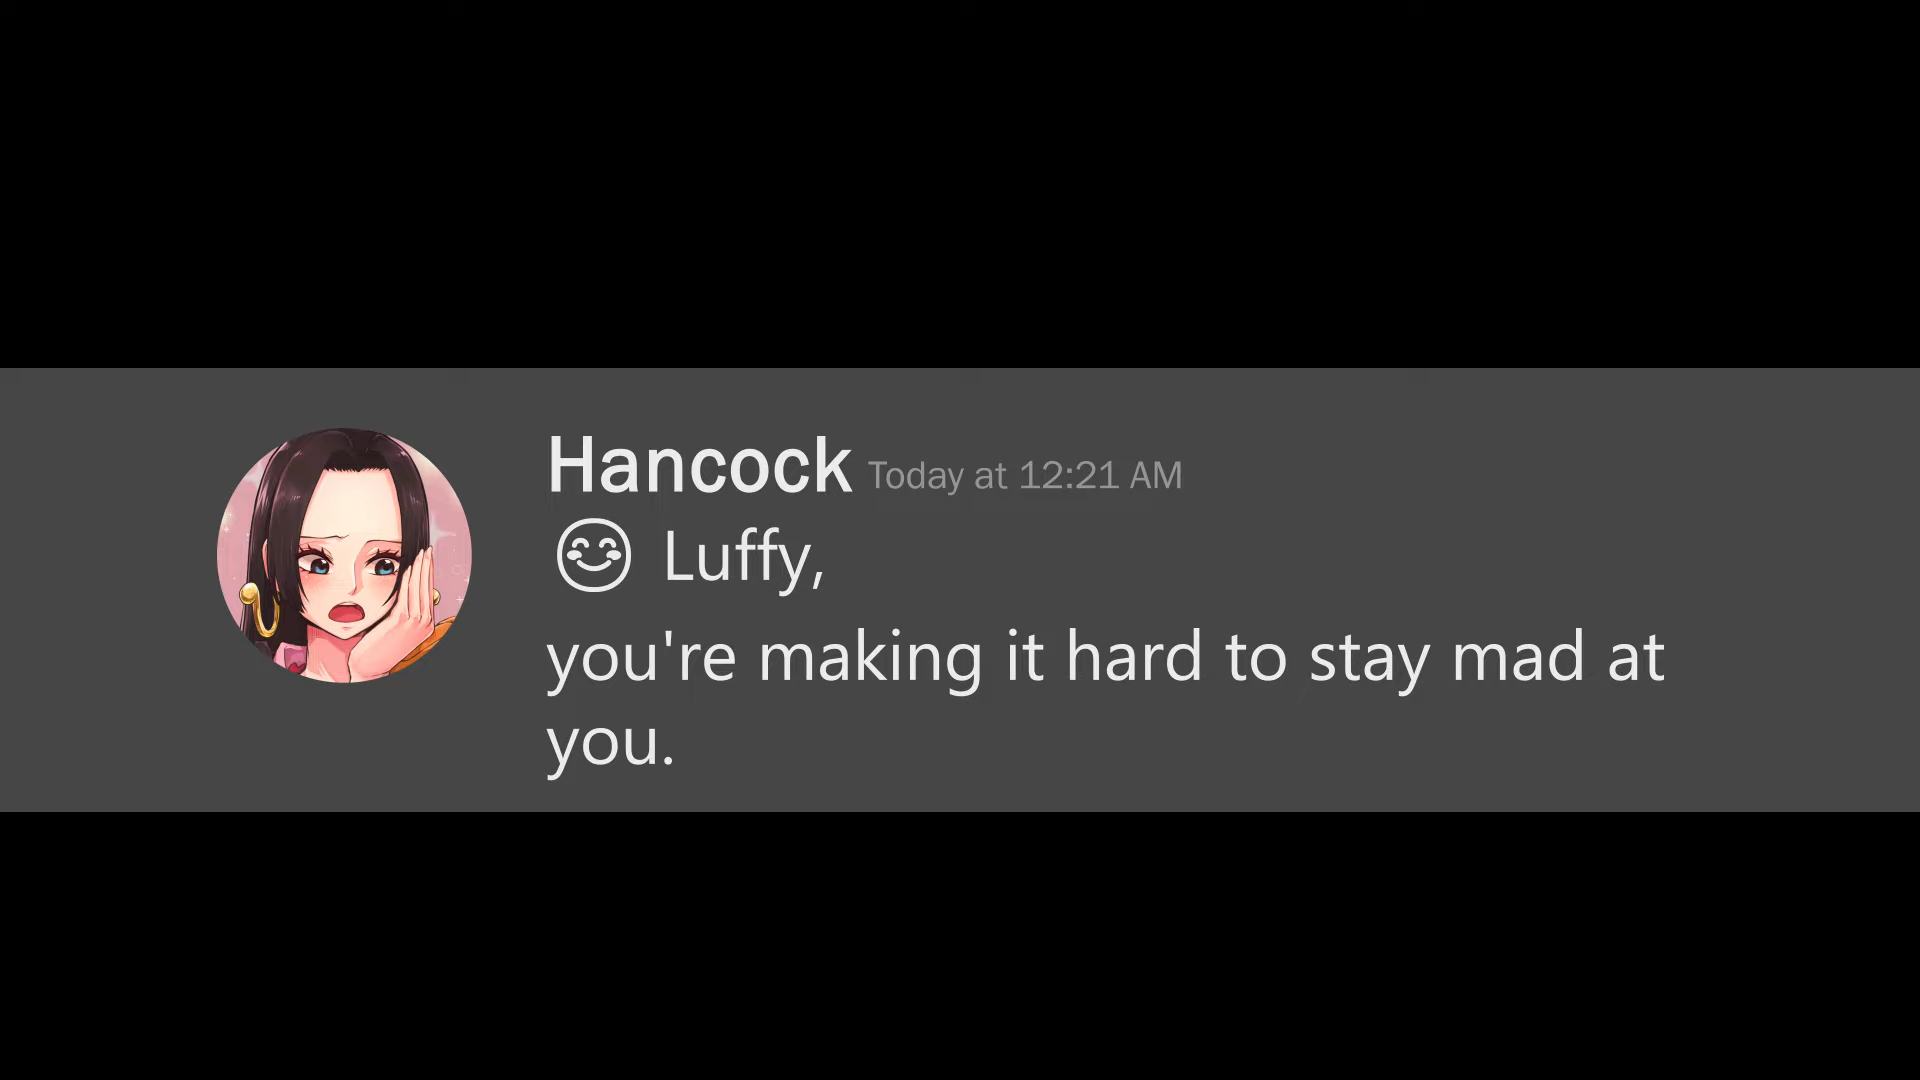 Hancock Today at 12:21 AM
😊 Luffy,
you're making it hard to stay mad at
you.